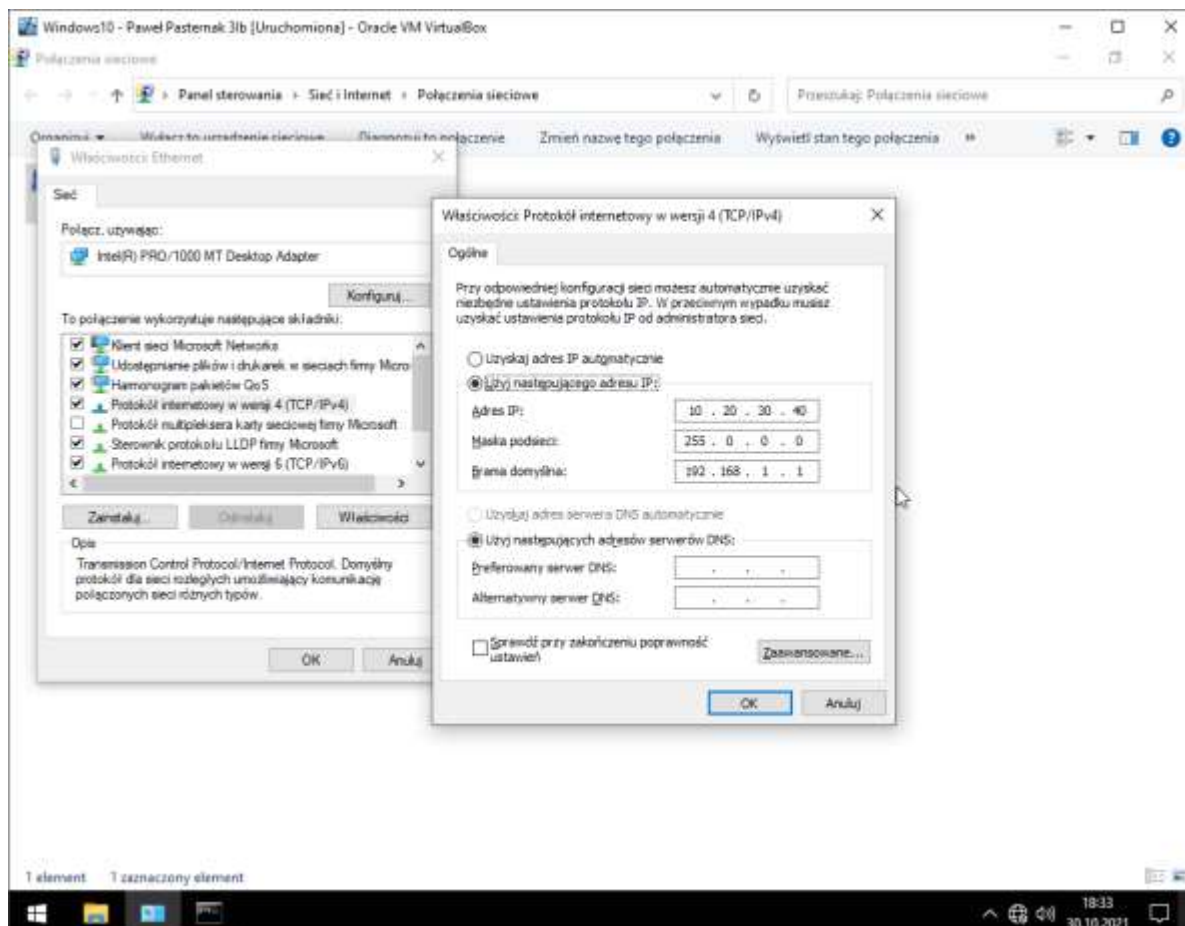 Windows10 - Paweł Pasternak 3lb [Uruchomiona] - Oracle VM VirtualBox
Połączenia sieciowe
Panel sterowania › Sieć i Internet › Połączenia sieciowe
Przeszukaj: Połączenia sieciowe
Organizuj Wyłącz to urządzenie sieciowe Diagnozuj to połączenie Zmień nazwę tego połączenia Wyświetl stan tego połączenia »
Właściwości: Ethernet
Sieć
Połącz, używając:
Intel(R) PRO/1000 MT Desktop Adapter
Konfiguruj...
To połączenie wykorzystuje następujące składniki:
Klient sieci Microsoft Networks
Udostępnianie plików i drukarek w sieciach firmy Micro
Harmonogram pakietów QoS
Protokół internetowy w wersji 4 (TCP/IPv4)
Protokół multipleksera karty sieciowej firmy Microsoft
Sterownik protokołu LLDP firmy Microsoft
Protokół internetowy w wersji 6 (TCP/IPv6)
Zainstaluj... Odinstaluj Właściwości
Opis
Transmission Control Protocol/Internet Protocol. Domyślny
protokół dla sieci rozległych umożliwiający komunikację
połączonych sieci różnych typów.
OK Anuluj
Właściwości: Protokół internetowy w wersji 4 (TCP/IPv4)
Ogólne
Przy odpowiedniej konfiguracji sieci możesz automatycznie uzyskać
niezbędne ustawienia protokołu IP. W przeciwnym wypadku musisz
uzyskać ustawienia protokołu IP od administratora sieci.
Uzyskaj adres IP automatycznie
Użyj następującego adresu IP:
Adres IP: 10 . 20 . 30 . 40
Maska podsieci: 255 . 0 . 0 . 0
Brama domyślna: 192 . 168 . 1 . 1
Uzyskaj adres serwera DNS automatycznie
Użyj następujących adresów serwerów DNS:
Preferowany serwer DNS: . . .
Alternatywny serwer DNS: . . .
Sprawdź przy zakończeniu poprawność
ustawień
Zaawansowane...
OK Anuluj
1 element 1 zaznaczony element
18:33
30.10.2021